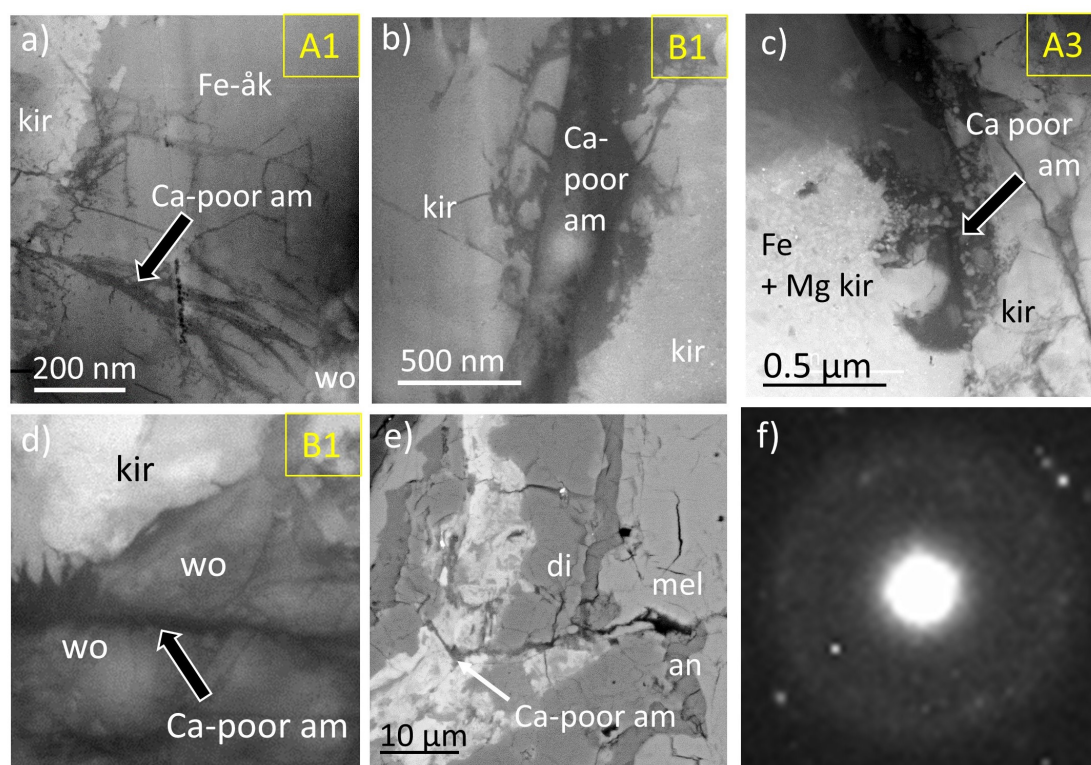 a)
A1
Fe-åk
kir
Ca-poor am
200 nm
wo
b)
B1
Ca-
poor
am
kir
500 nm
kir
c)
A3
Ca poor
am
Fe
+ Mg kir
kir
0.5 µm
d)
B1
kir
wo
wo
Ca-poor am
e)
di
mel
an
Ca-poor am
10 µm
f)